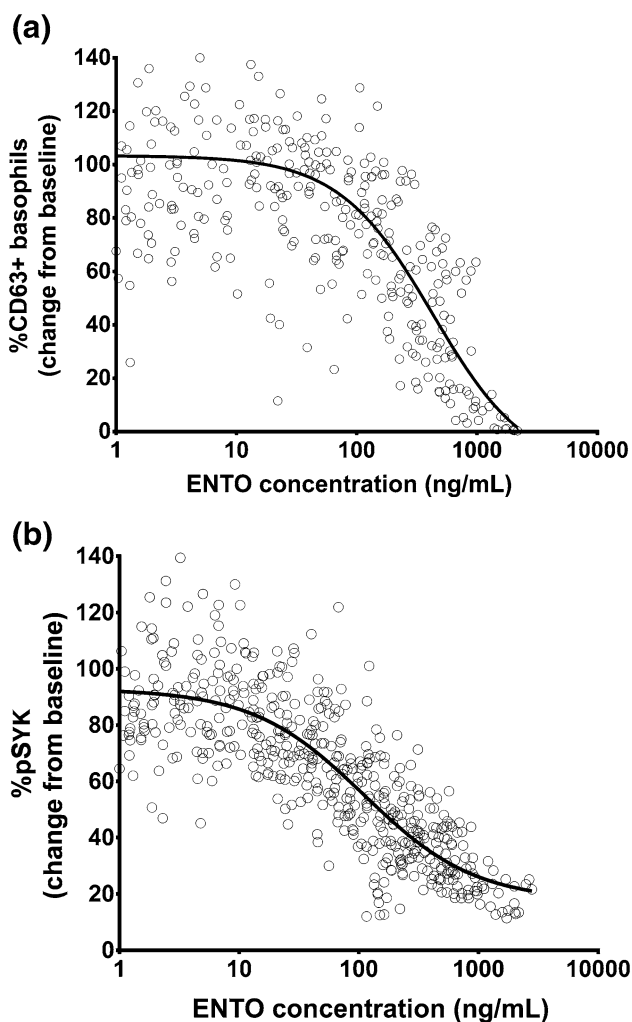 (a)
140
120
100
80
60
40
20
0
%CD63+ basophils
(change from baseline)
1 10 100 1000 10000
ENTO concentration (ng/mL)
(b)
140
120
100
80
60
40
20
0
%pSYK
(change from baseline)
1 10 100 1000 10000
ENTO concentration (ng/mL)